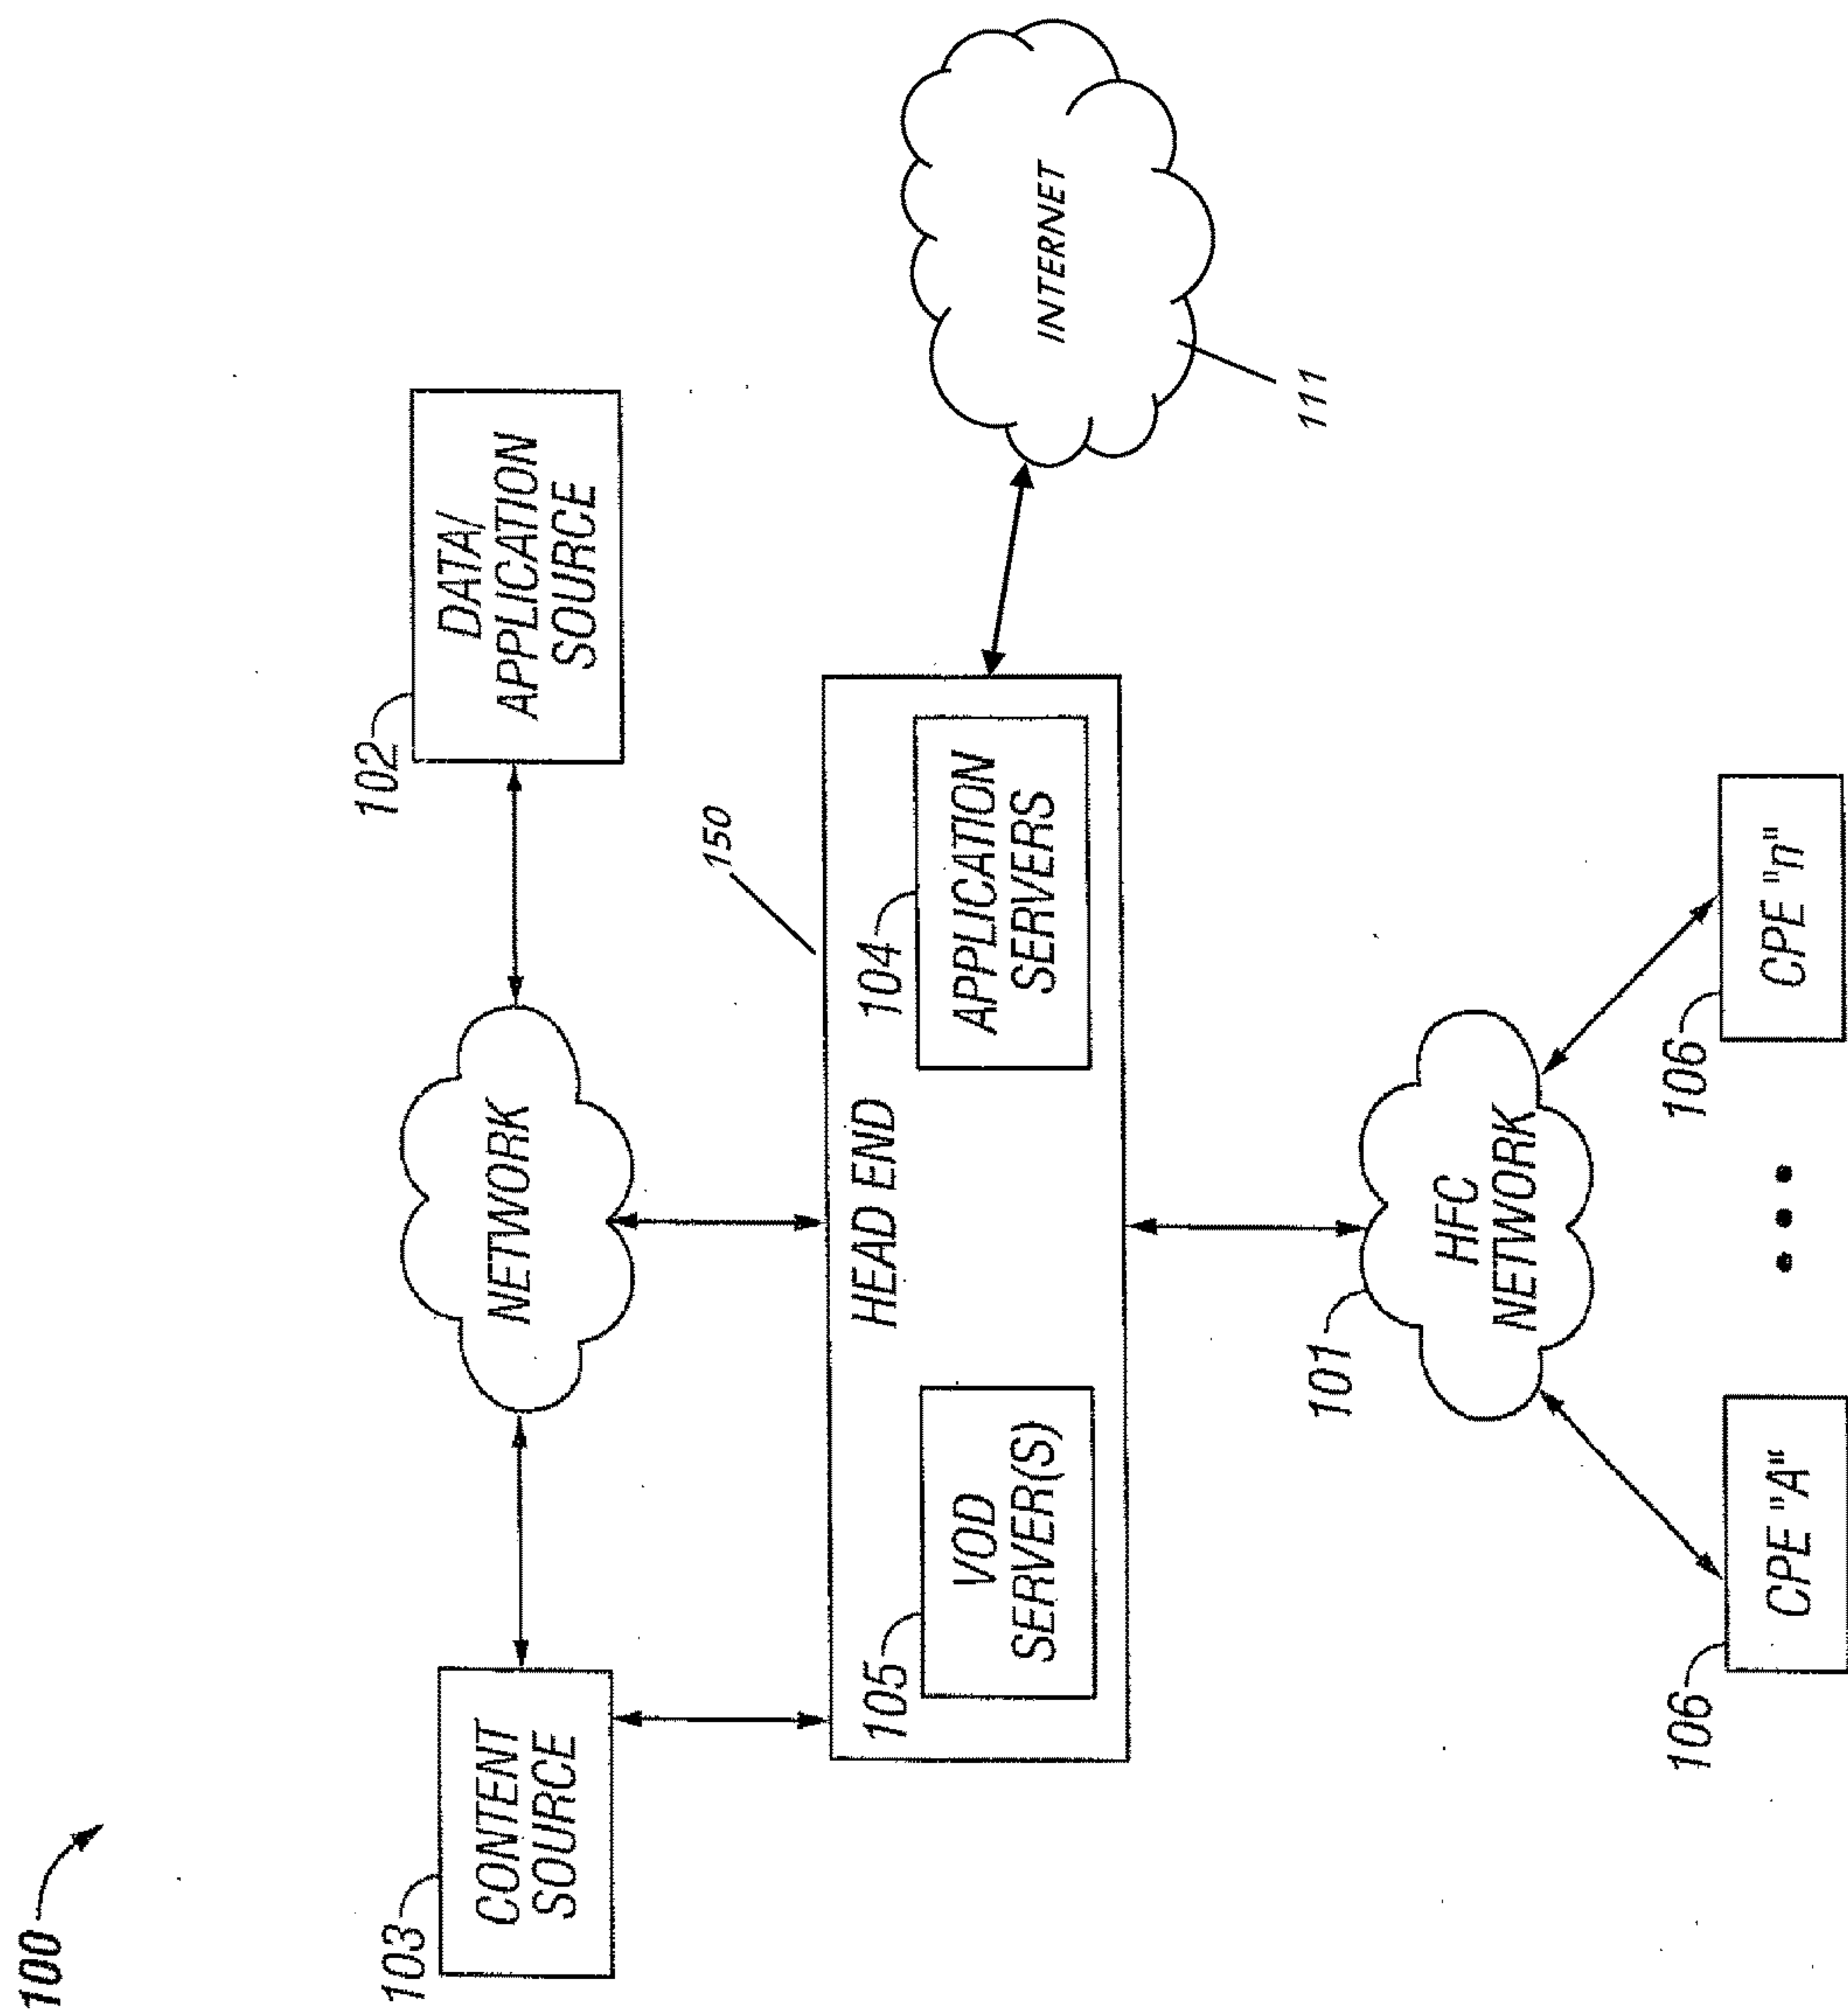 100
103
CONTENT
SOURCE
NETWORK
102
DATA/
APPLICATION
SOURCE
150
HEAD END
105
VOD
SERVER(S)
104
APPLICATION
SERVERS
INTERNET
111
101
HFC
NETWORK
106
CPE "A"
106
CPE "n"